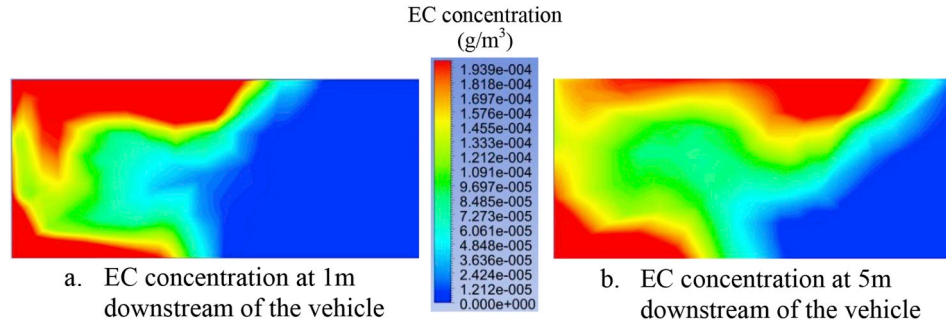 EC concentration
(g/m³)
1.939e-004
1.818e-004
1.697e-004
1.576e-004
1.455e-004
1.333e-004
1.212e-004
1.091e-004
9.697e-005
8.485e-005
7.273e-005
6.061e-005
4.848e-005
3.636e-005
2.424e-005
1.212e-005
0.000e+000
a. EC concentration at 1m
downstream of the vehicle
b. EC concentration at 5m
downstream of the vehicle